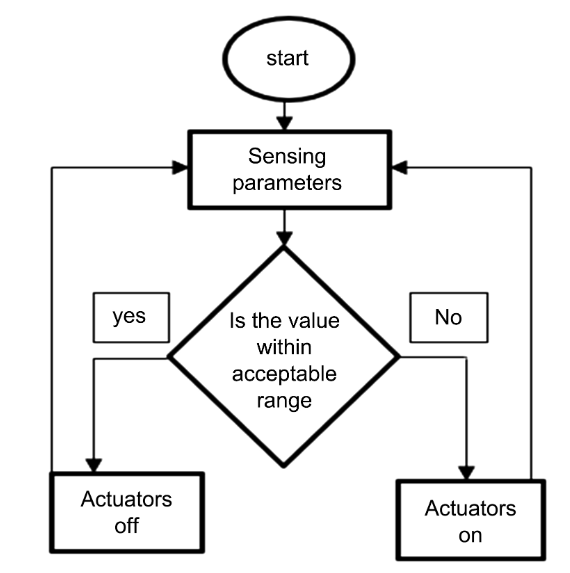 start
Sensing
parameters
yes
No
Is the value
within
acceptable
range
Actuators
off
Actuators
on